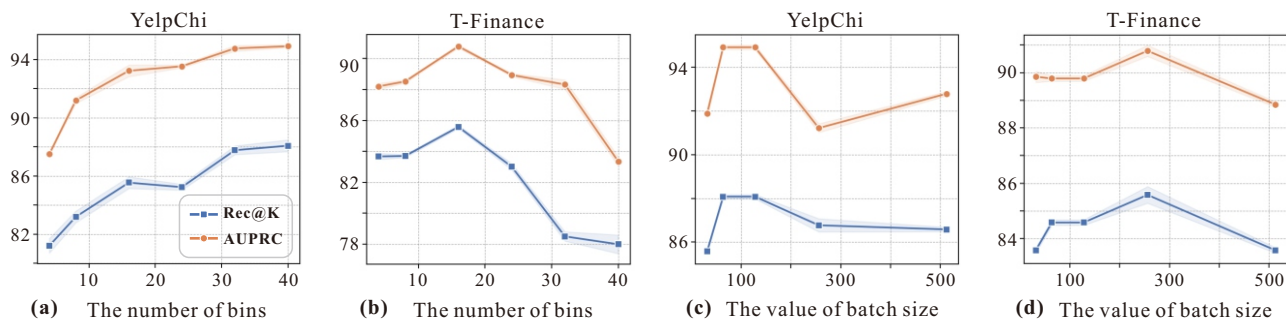 YelpChi
94
90
86
82
10
20
30
40
Rec@K
AUPRC
(a) The number of bins
T-Finance
90
86
82
78
10
20
30
40
(b) The number of bins
YelpChi
94
90
86
100
300
500
(c) The value of batch size
T-Finance
90
88
86
84
100
300
500
(d) The value of batch size